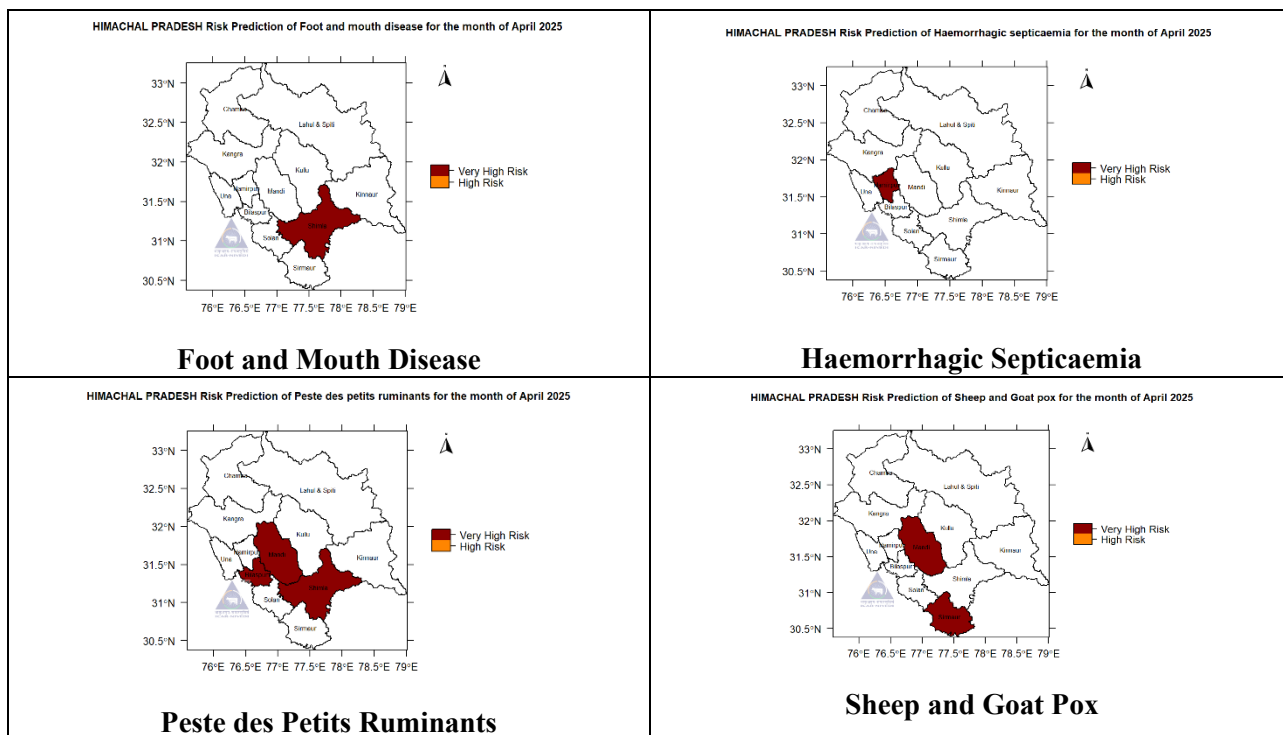 HIMACHAL PRADESH Risk Prediction of Foot and mouth disease for the month of April 2025
33°N
32.5°N
32°N
31.5°N
31°N
30.5°N
76°E 76.5°E 77°E 77.5°E 78°E 78.5°E 79°E
Chamba
Lahul & Spiti
Kangra
Kulu
Hamirpur
Una
Mandi
Kinnaur
Bilaspur
Shimla
Solan
Sirmaur
Very High Risk
High Risk
Foot and Mouth Disease
HIMACHAL PRADESH Risk Prediction of Haemorrhagic septicaemia for the month of April 2025
33°N
32.5°N
32°N
31.5°N
31°N
30.5°N
76°E 76.5°E 77°E 77.5°E 78°E 78.5°E 79°E
Chamba
Lahul & Spiti
Kangra
Kulu
Hamirpur
Una
Mandi
Kinnaur
Bilaspur
Shimla
Solan
Sirmaur
Very High Risk
High Risk
Haemorrhagic Septicaemia
HIMACHAL PRADESH Risk Prediction of Peste des petits ruminants for the month of April 2025
33°N
32.5°N
32°N
31.5°N
31°N
30.5°N
76°E 76.5°E 77°E 77.5°E 78°E 78.5°E 79°E
Chamba
Lahul & Spiti
Kangra
Kulu
Hamirpur
Una
Mandi
Kinnaur
Bilaspur
Shimla
Solan
Sirmaur
Very High Risk
High Risk
Peste des Petits Ruminants
HIMACHAL PRADESH Risk Prediction of Sheep and Goat pox for the month of April 2025
33°N
32.5°N
32°N
31.5°N
31°N
30.5°N
76°E 76.5°E 77°E 77.5°E 78°E 78.5°E 79°E
Chamba
Lahul & Spiti
Kangra
Kulu
Hamirpur
Una
Mandi
Kinnaur
Bilaspur
Shimla
Solan
Sirmaur
Very High Risk
High Risk
Sheep and Goat Pox